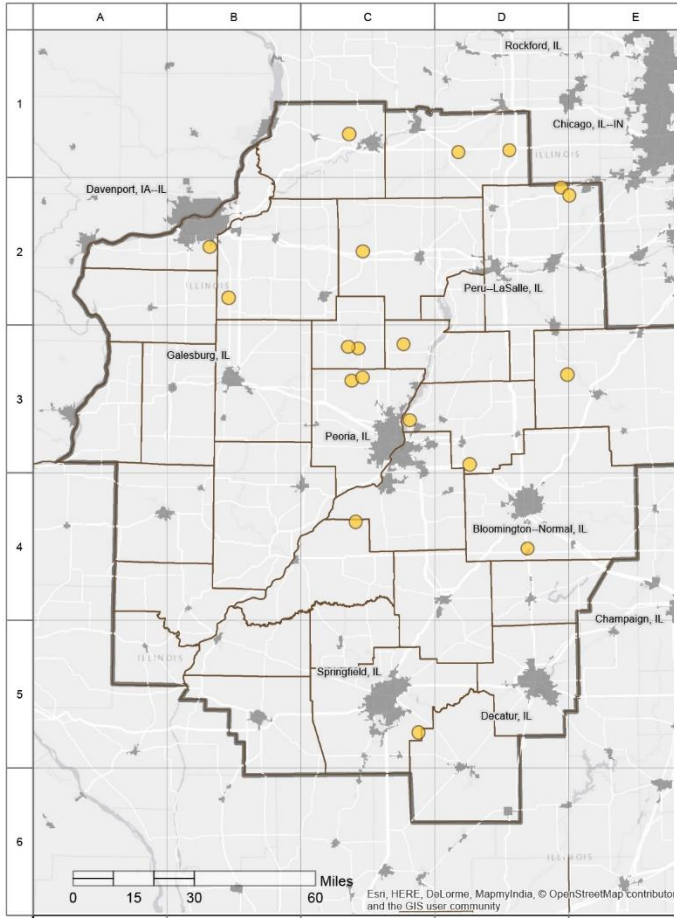 A B C D E
Rockford, IL
1
Chicago, IL--IN
ILLINOIS
Davenport, IA--IL
2
ILLINOIS
Peru--LaSalle, IL
Galesburg, IL
3
Peoria, IL
Bloomington--Normal, IL
4
Champaign, IL
ILLINOIS
Springfield, IL
5
Decatur, IL
6
ILLINOIS
Miles
0 15 30 60
Esri, HERE, DeLorme, MapmyIndia, © OpenStreetMap contributor
and the GIS user community